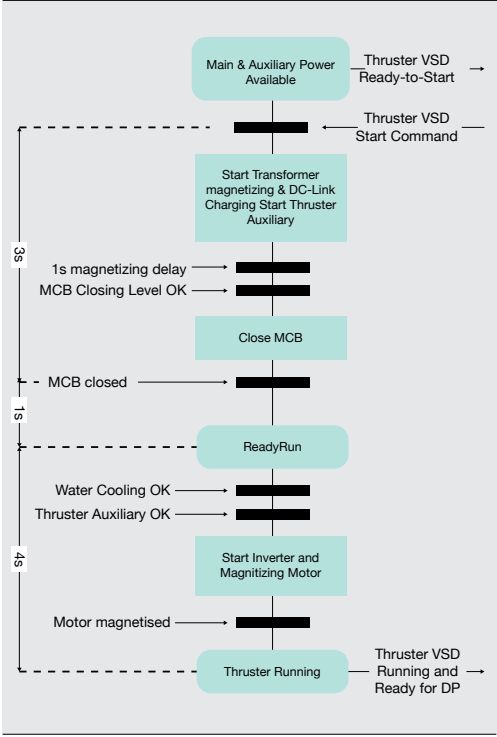 Main & Auxiliary Power
Available
Thruster VSD
Ready-to-Start
Thruster VSD
Start Command
Start Transformer
magnetizing & DC-Link
Charging Start Thruster
Auxiliary
3s
1s magnetizing delay
MCB Closing Level OK
Close MCB
MCB closed
1s
ReadyRun
Water Cooling OK
Thruster Auxiliary OK
4s
Start Inverter and
Magnitizing Motor
Motor magnetised
Thruster Running
Thruster VSD
Running and
Ready for DP